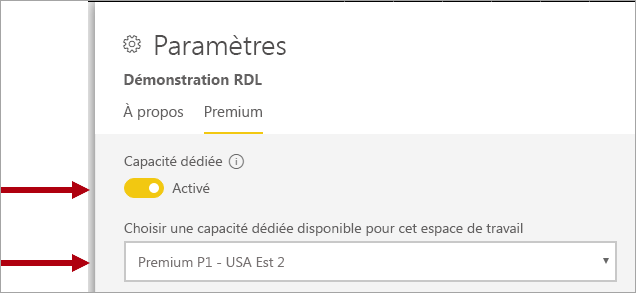 Paramètres
Démonstration RDL
À propos Premium
Capacité dédiée
Activé
Choisir une capacité dédiée disponible pour cet espace de travail
Premium P1 - USA Est 2